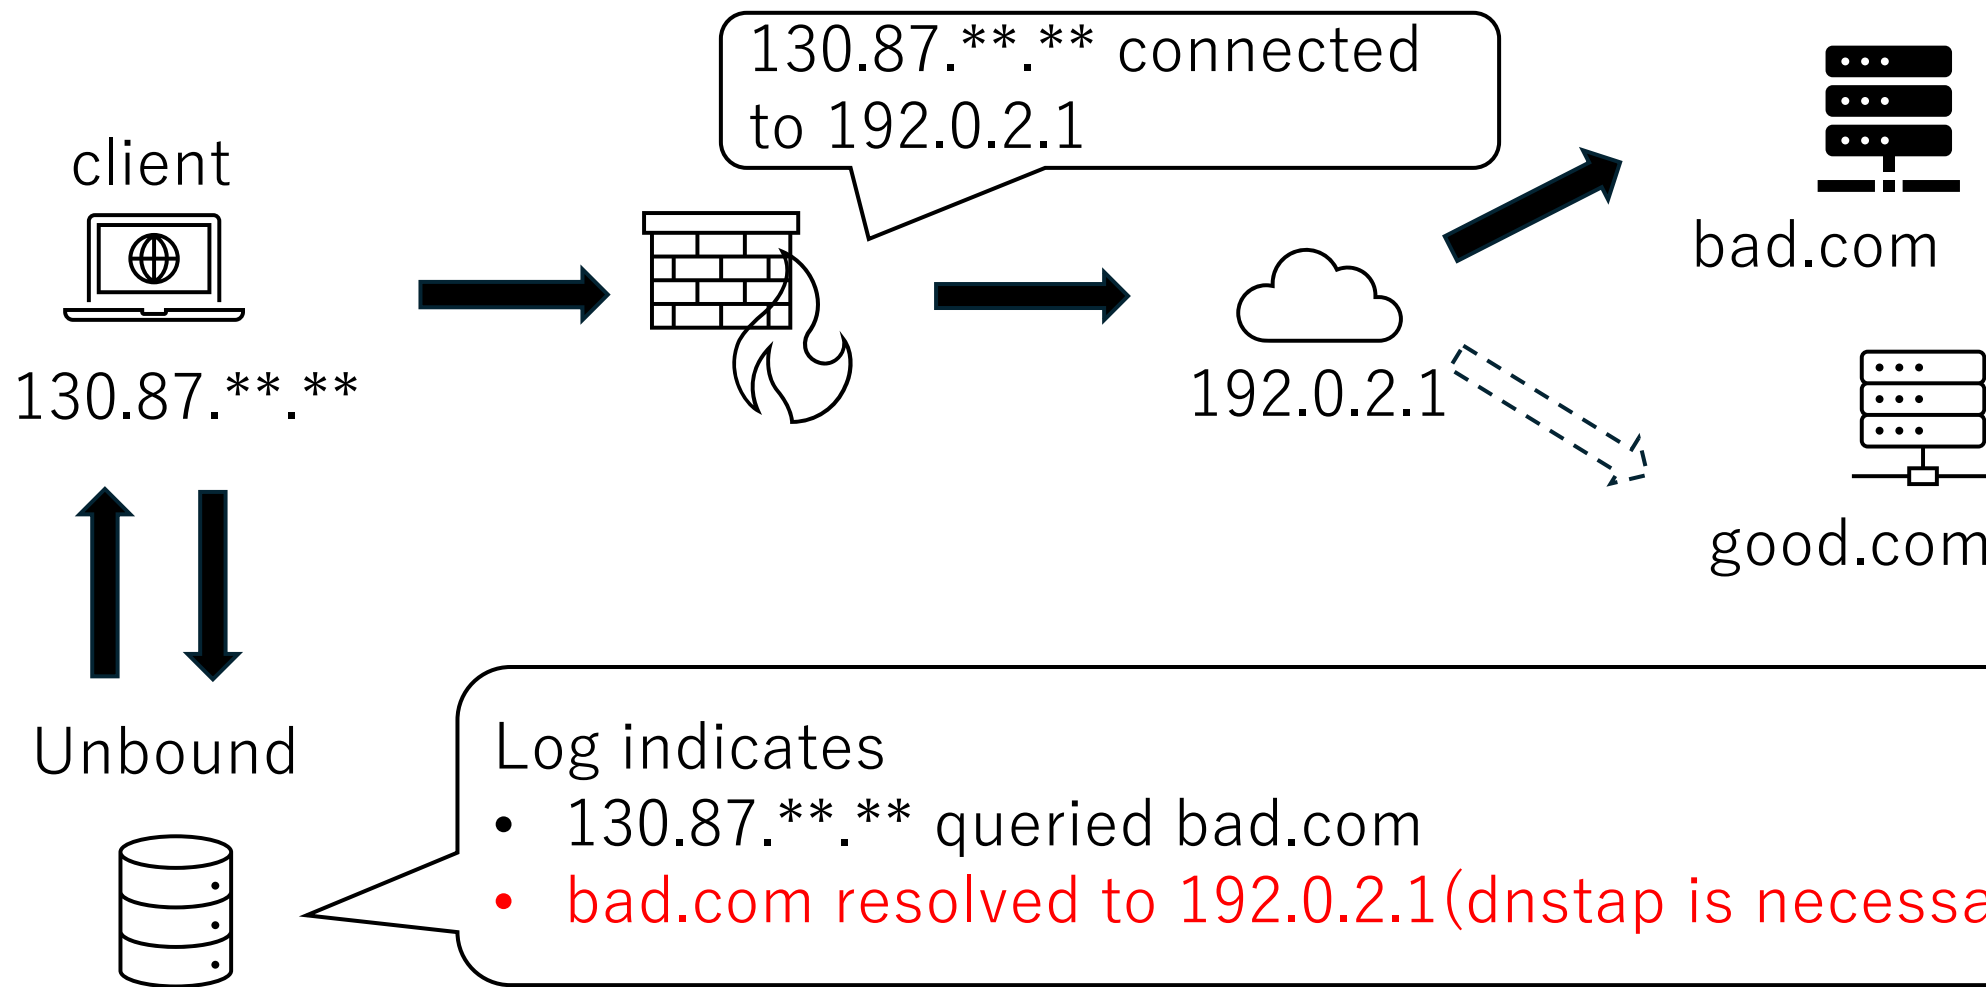 130.87.**.** connected
to 192.0.2.1
client
bad.com
130.87.**.**
192.0.2.1
good.com
Unbound
Log indicates
• 130.87.**.** queried bad.com
• bad.com resolved to 192.0.2.1(dnstap is